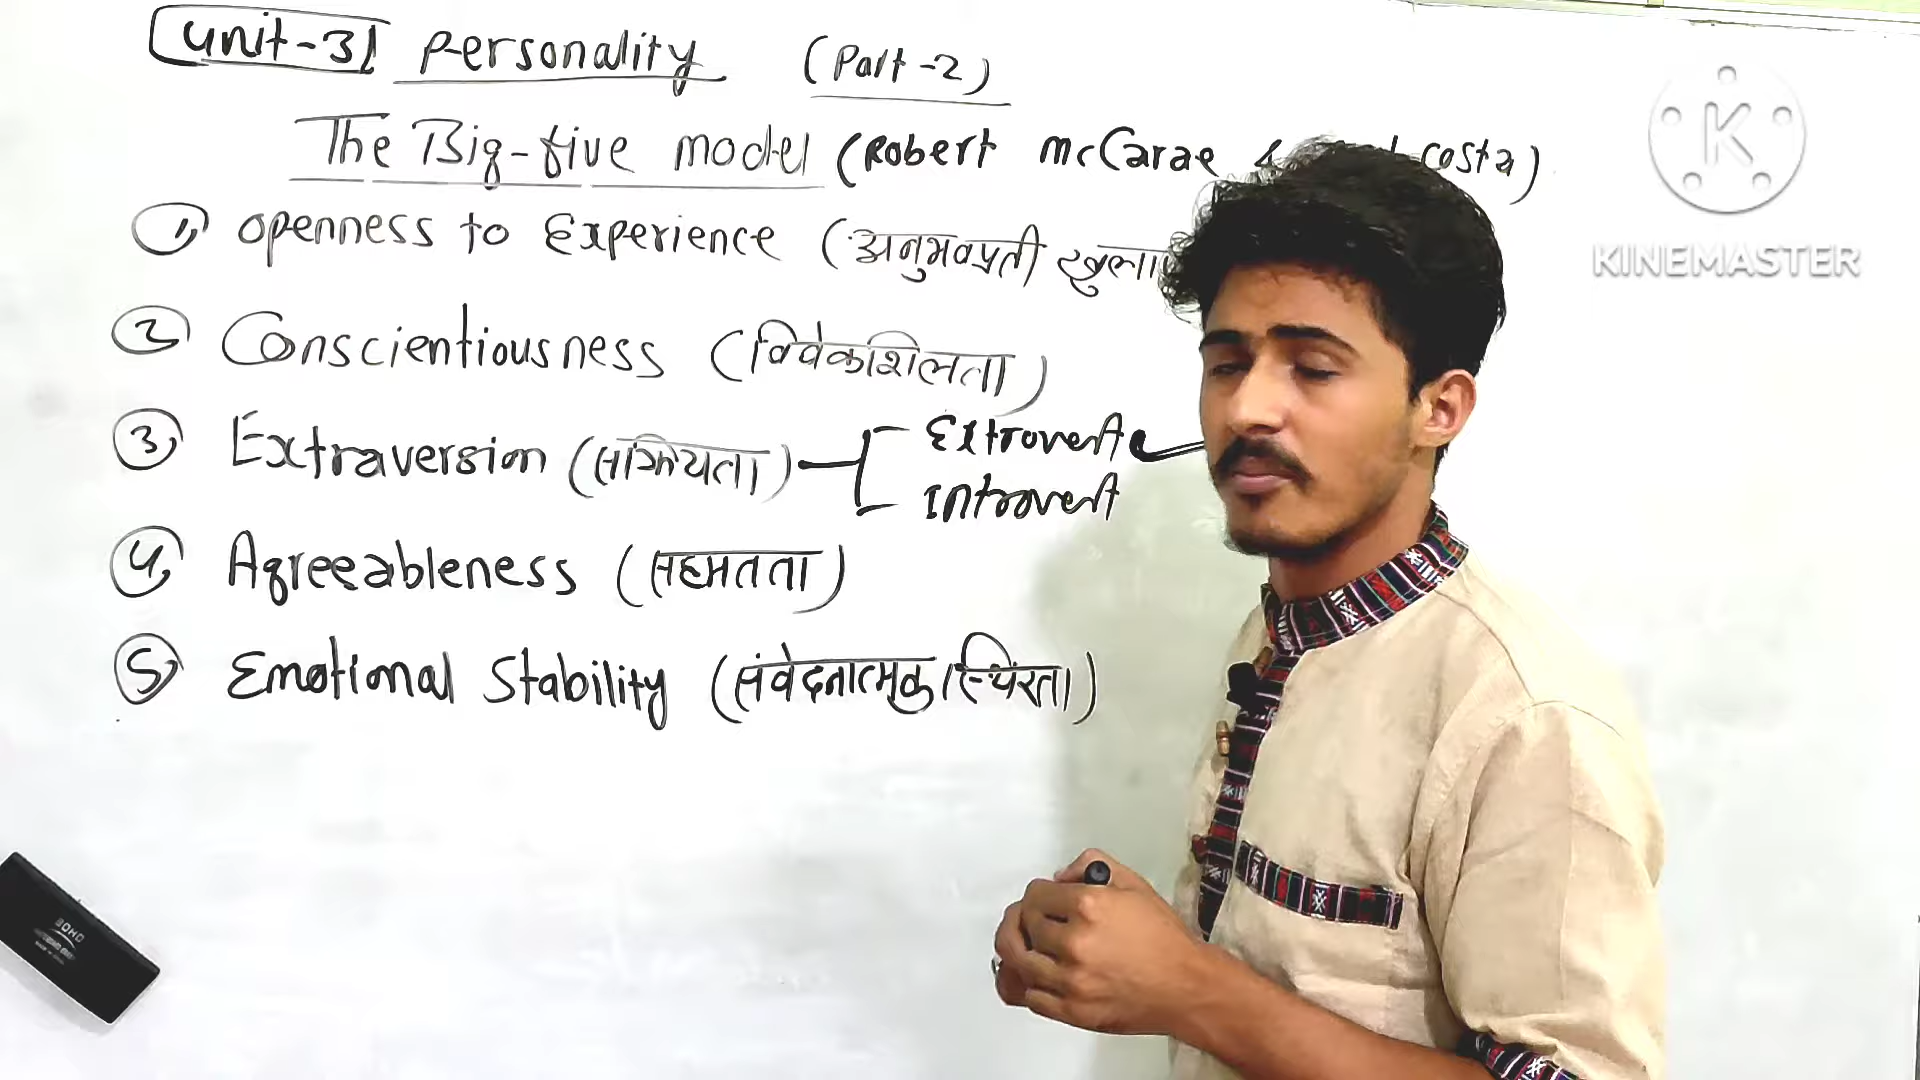 Unit-3 Personality (Part-2)
The Big-five model (Robert McCarae & costa)
1 Openness to Experience (अनुभवप्रती खुला
2 Conscientiousness (विवेकशिलता)
3 Extraversion (सक्रियता) Extrovert
Introvert
4 Agreeableness (सहमतता)
5 Emotional Stability (संवेदनात्मक स्थिरता)
K
KINEMASTER